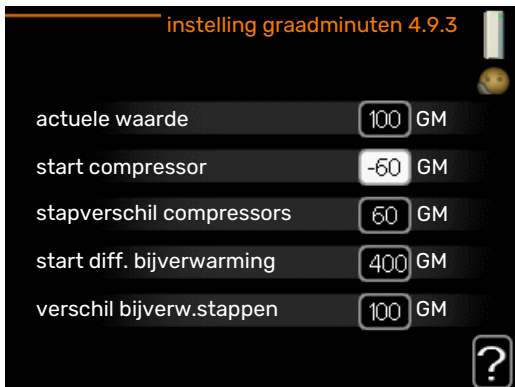 instelling graadminuten 4.9.3
actuele waarde 100 GM
start compressor -60 GM
stapverschil compressors 60 GM
start diff. bijverwarming 400 GM
verschil bijverw.stappen 100 GM
?